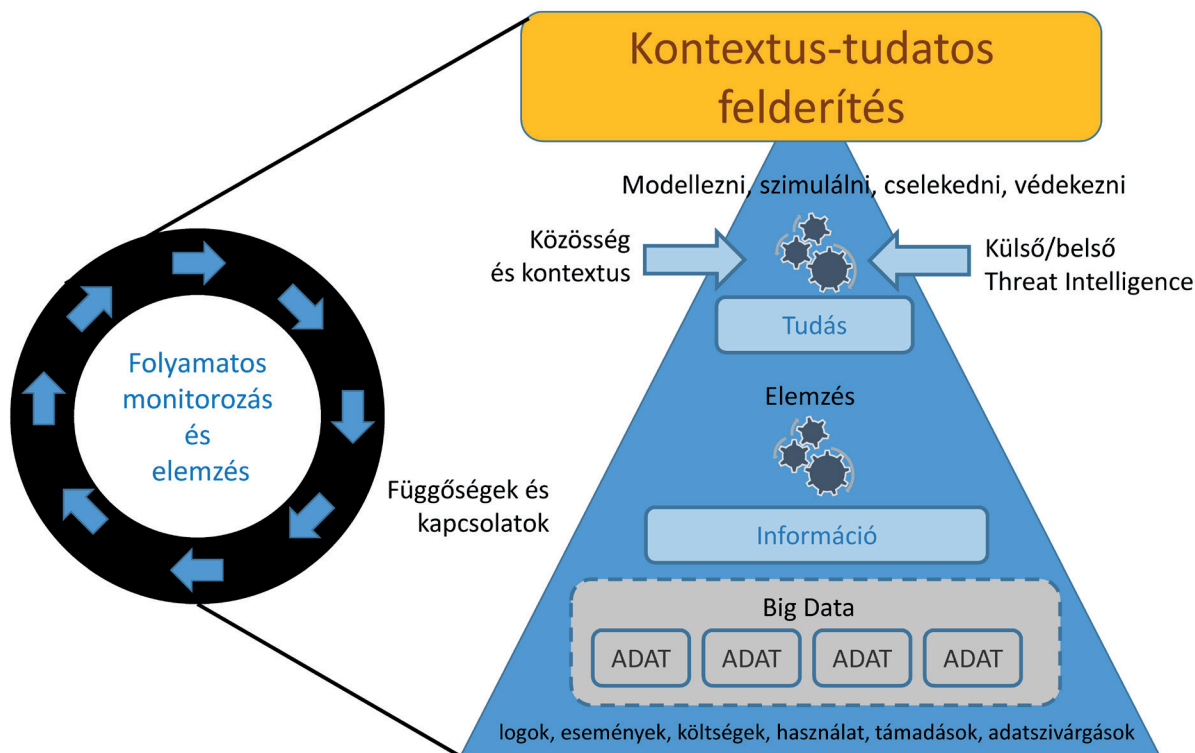 Kontextus-tudatos
felderítés
Modellezni, szimulálni, cselekedni, védekezni
Közösség
és kontextus
Külső/belső
Threat Intelligence
Tudás
Folyamatos
monitorozás
és
elemzés
Elemzés
Függőségek és
kapcsolatok
Információ
Big Data
ADAT ADAT ADAT ADAT
logok, események, költségek, használat, támadások, adatszivárgások